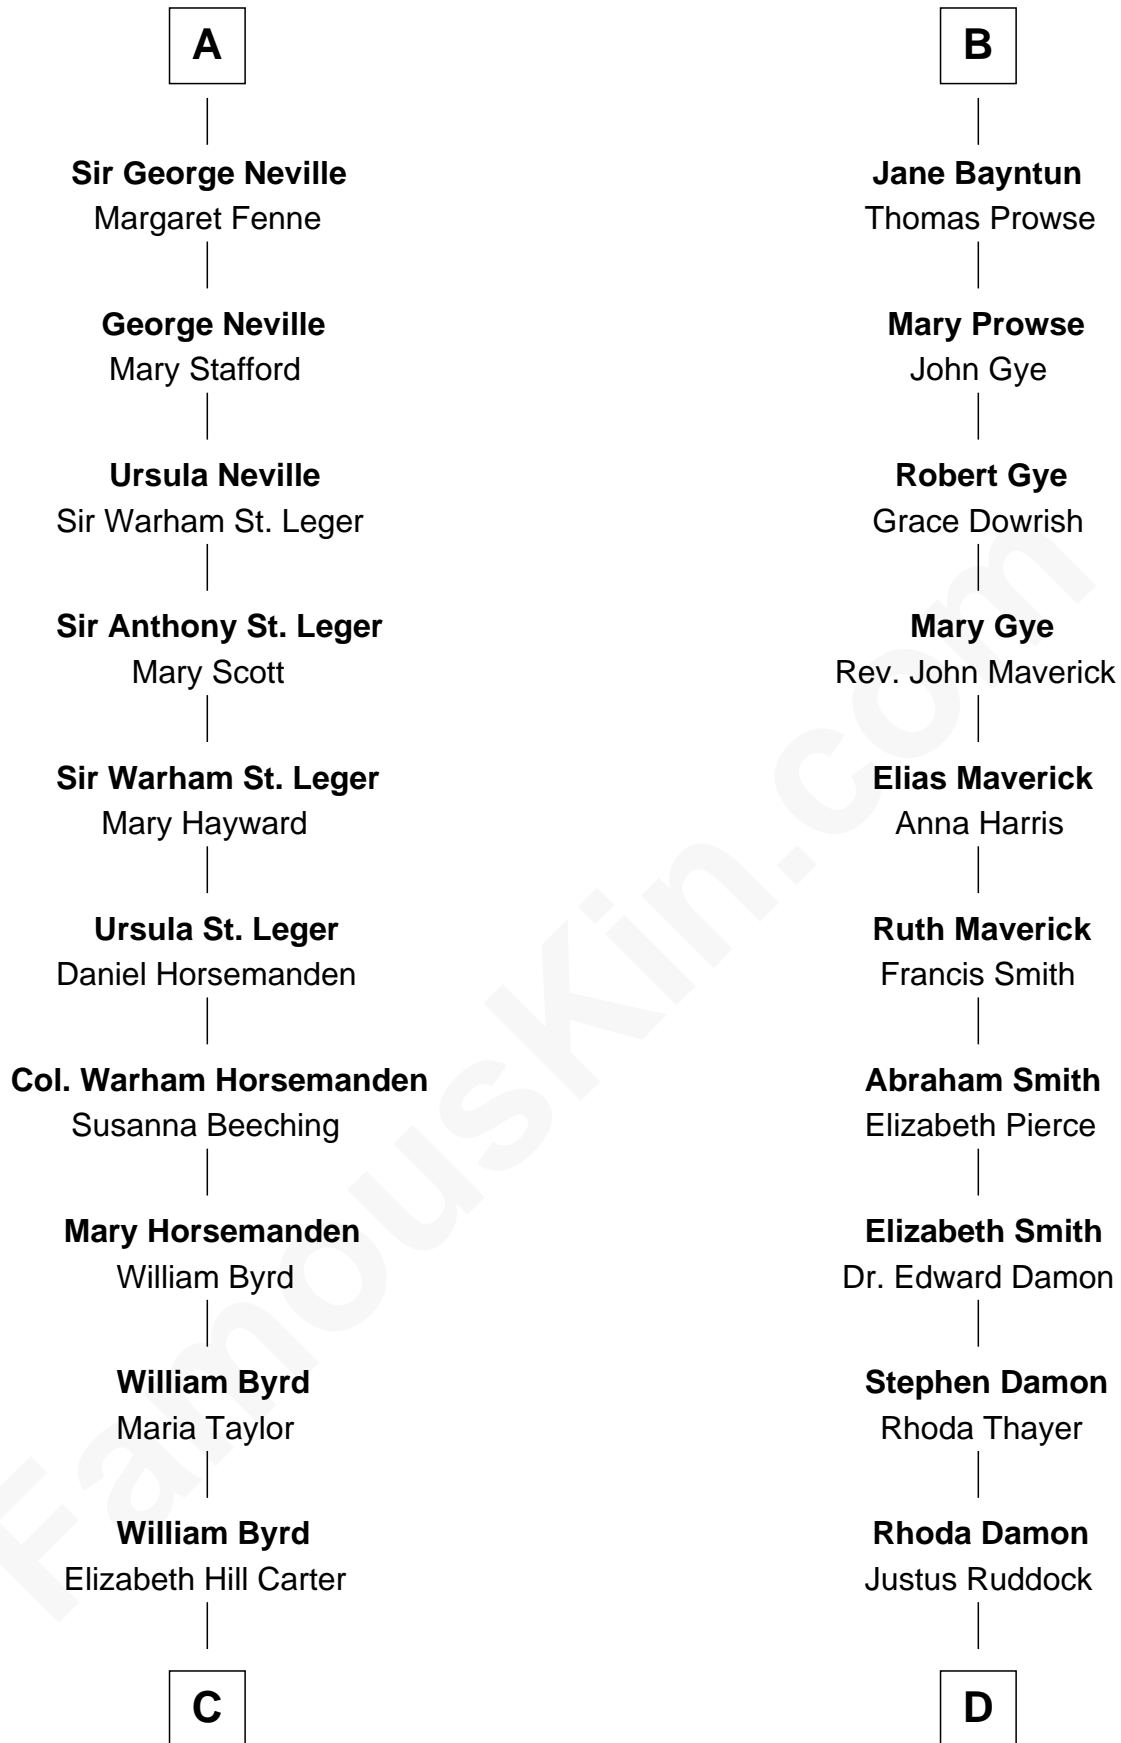 A
Sir George Neville
Margaret Fenne
George Neville
Mary Stafford
Ursula Neville
Sir Warham St. Leger
Sir Anthony St. Leger
Mary Scott
Sir Warham St. Leger
Mary Hayward
Ursula St. Leger
Daniel Horsemanden
Col. Warham Horsemanden
Susanna Beeching
Mary Horsemanden
William Byrd
William Byrd
Maria Taylor
William Byrd
Elizabeth Hill Carter
C
B
Jane Bayntun
Thomas Prowse
Mary Prowse
John Gye
Robert Gye
Grace Dowrish
Mary Gye
Rev. John Maverick
Elias Maverick
Anna Harris
Ruth Maverick
Francis Smith
Abraham Smith
Elizabeth Pierce
Elizabeth Smith
Dr. Edward Damon
Stephen Damon
Rhoda Thayer
Rhoda Damon
Justus Ruddock
D
FamousKin.com